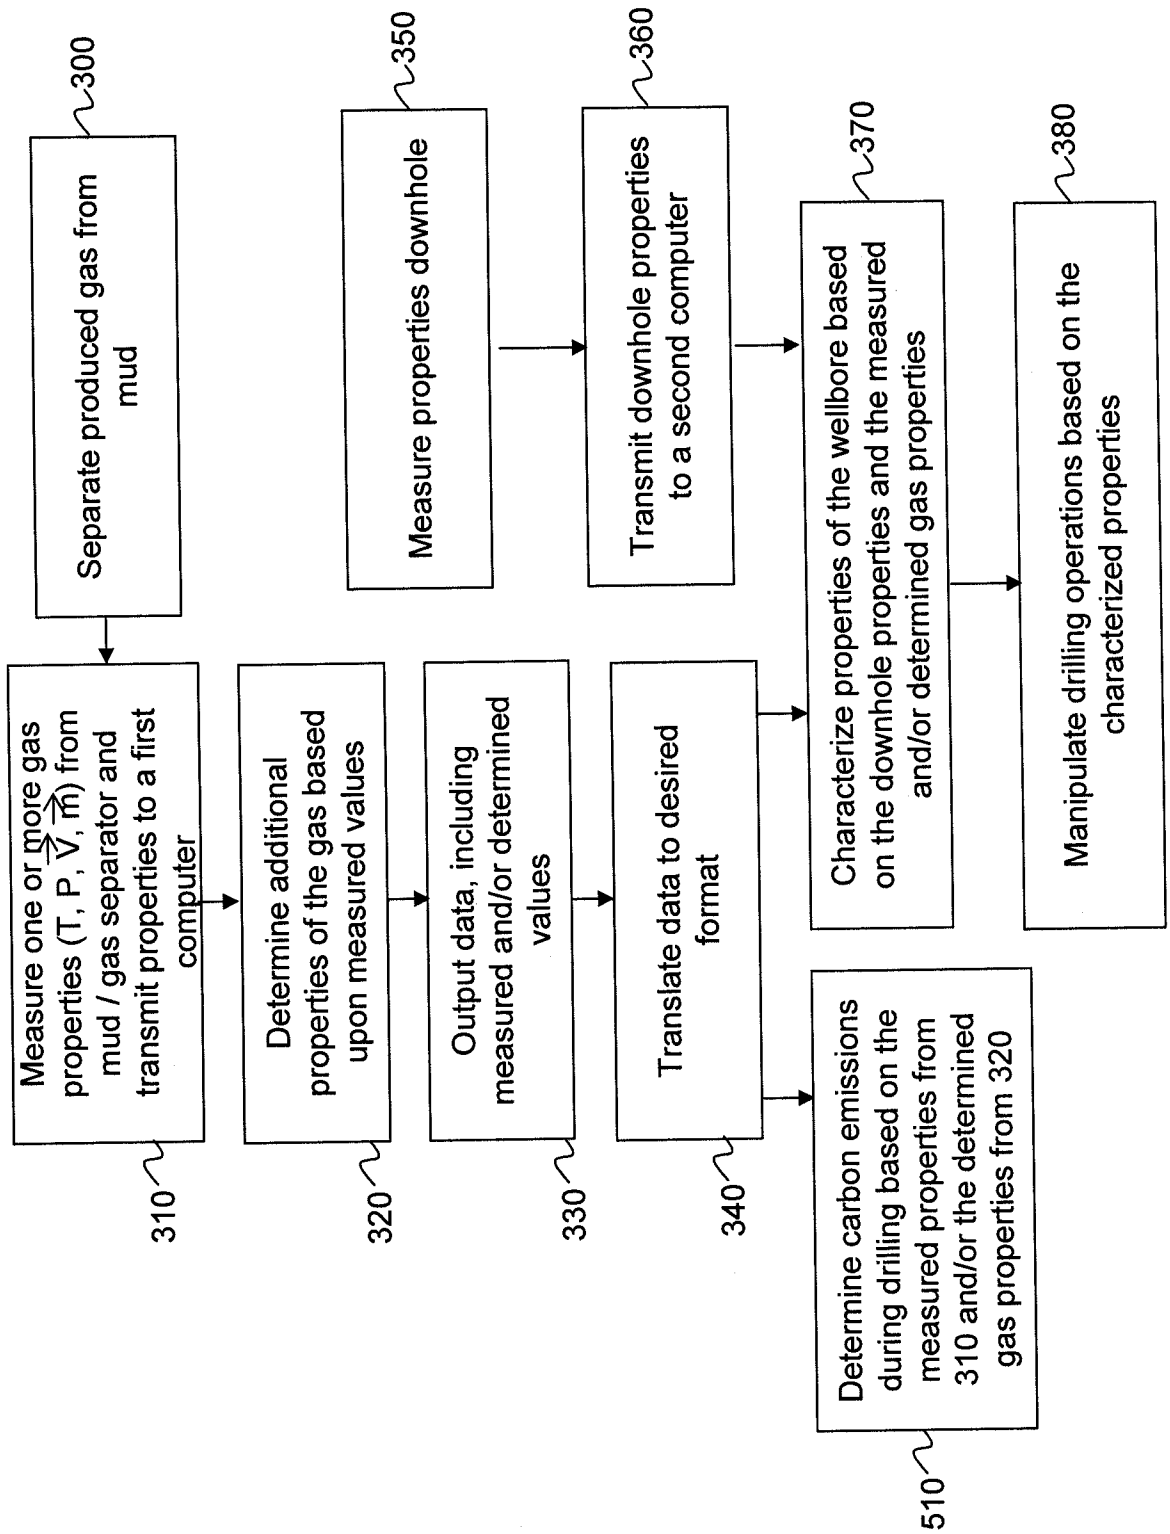 Separate produced gas from
mud
300
Measure one or more gas
properties (T, P, V, m) from
mud / gas separator and
transmit properties to a first
computer
310
Determine additional
properties of the gas based
upon measured values
320
Output data, including
measured and/or determined
values
330
Translate data to desired
format
340
Measure properties downhole
350
Transmit downhole properties
to a second computer
360
Characterize properties of the wellbore based
on the downhole properties and the measured
and/or determined gas properties
370
Manipulate drilling operations based on the
characterized properties
380
Determine carbon emissions
during drilling based on the
measured properties from
310 and/or the determined
gas properties from 320
510